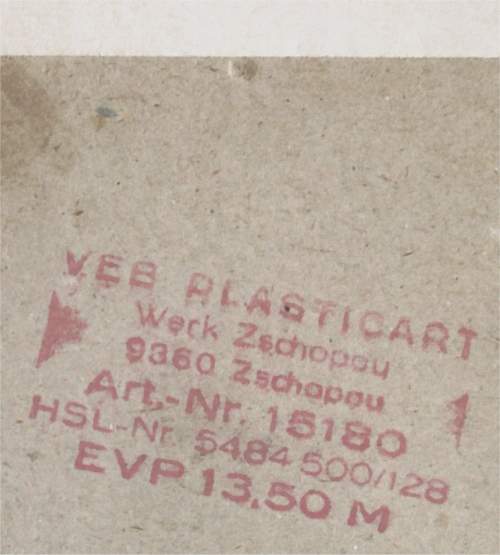 VEB PLASTICART
Werk Zschopau
9360 Zschopau
Art.-Nr. 15180
HSL-Nr. 5484 500/128
EVP 13,50 M